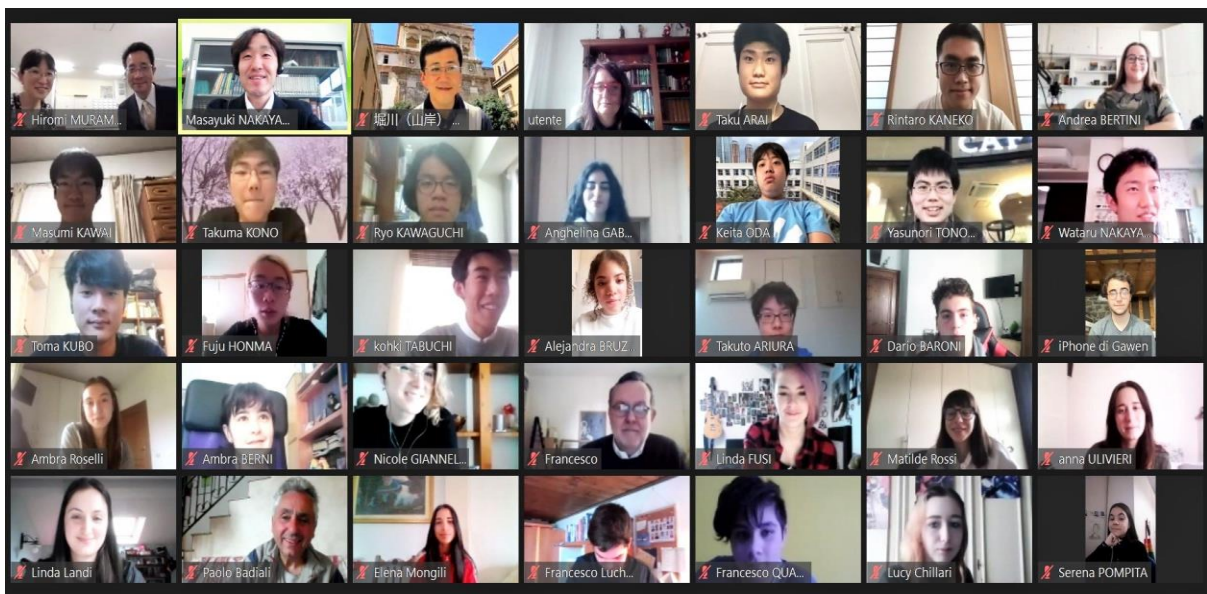 Hiromi MURAM...
Masayuki NAKAYA...
堀川（山岸） ...
utente
Taku ARAI
Rintaro KANEKO
Andrea BERTINI
Masumi KAWAI
Takuma KONO
Ryo KAWAGUCHI
Anghelina GAB...
Keita ODA
Yasunori TONO...
Wataru NAKAYA...
Toma KUBO
Fuju HONMA
kohki TABUCHI
Alejandra BRUZ...
Takuto ARIURA
Dario BARONI
iPhone di Gawen
Ambra Roselli
Ambra BERNI
Nicole GIANNEL...
Francesco
Linda FUSI
Matilde Rossi
anna ULIVIERI
Linda Landi
Paolo Badiali
Elena Mongili
Francesco Luch...
Francesco QUA...
Lucy Chillari
Serena POMPITA